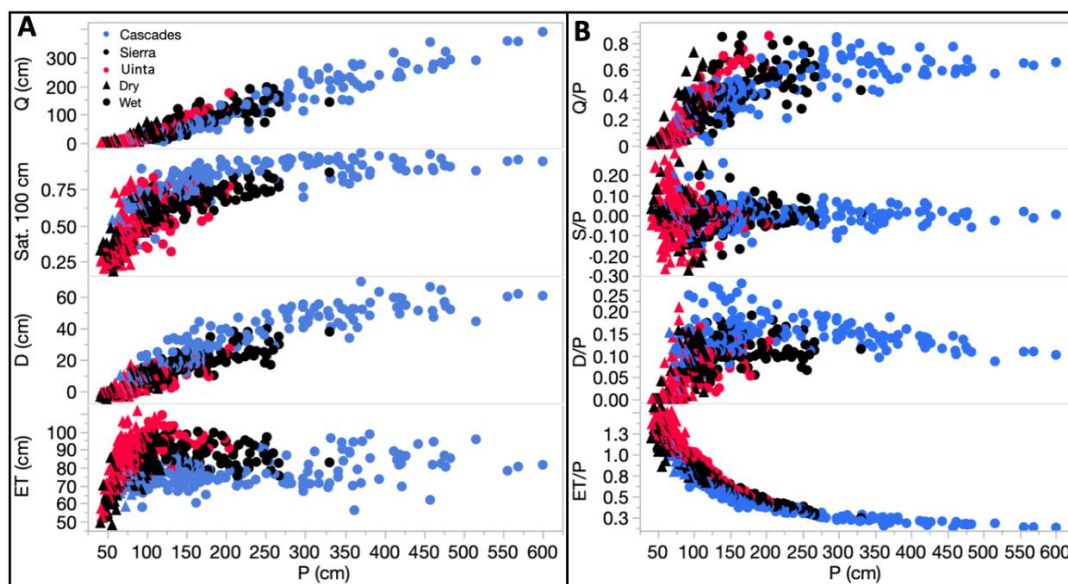 A
Cascades
Sierra
Uinta
Dry
Wet
Q (cm)
300
200
100
0
Sat. 100 cm
0.75
0.50
0.25
D (cm)
60
40
20
0
ET (cm)
100
90
80
70
60
50
50 100 150 200 250 300 350 400 450 500 550 600
P (cm)
B
Q/P
0.8
0.6
0.4
0.2
0
S/P
0.20
0.10
0.00
-0.10
-0.20
-0.30
D/P
0.25
0.20
0.15
0.10
0.05
0.00
ET/P
1.3
1.0
0.8
0.5
0.3
50 100 150 200 250 300 350 400 450 500 550 600
P (cm)